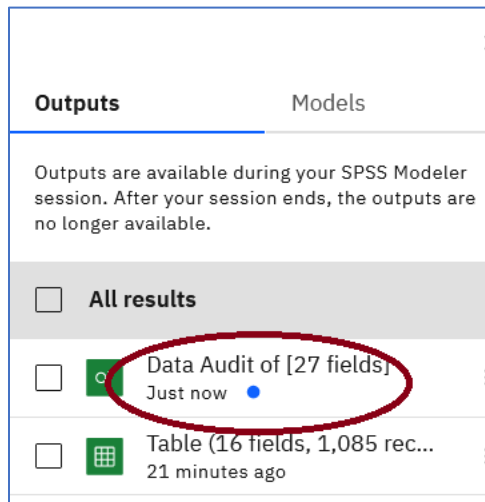 Outputs Models
Outputs are available during your SPSS Modeler
session. After your session ends, the outputs are
no longer available.
All results
Data Audit of [27 fields]
Just now
Table (16 fields, 1,085 rec...
21 minutes ago